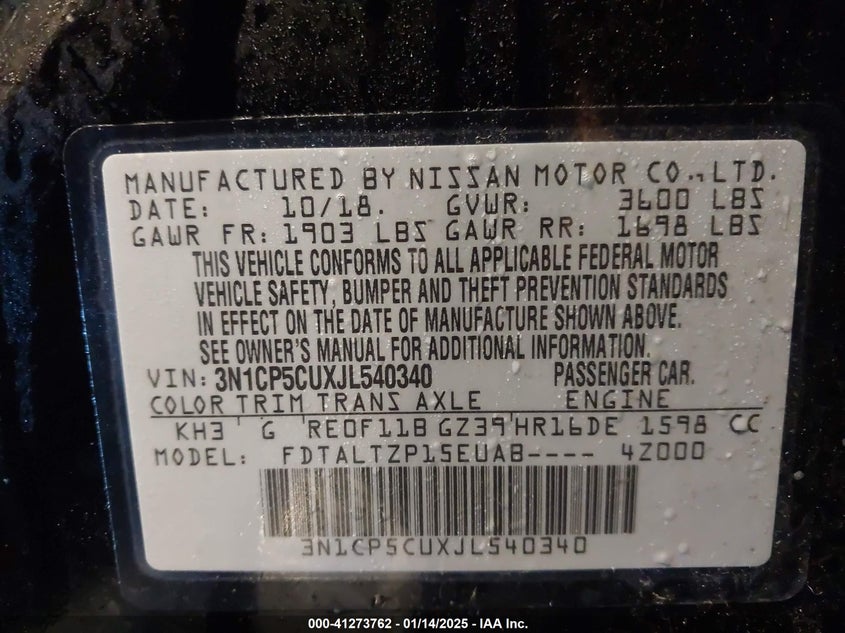 MANUFACTURED BY NISSAN MOTOR CO., LTD.
DATE: 10/18. GVWR: 3600 LBS
GAWR FR: 1903 LBS GAWR RR: 1698 LBS
THIS VEHICLE CONFORMS TO ALL APPLICABLE FEDERAL MOTOR
VEHICLE SAFETY, BUMPER AND THEFT PREVENTION STANDARDS
IN EFFECT ON THE DATE OF MANUFACTURE SHOWN ABOVE.
SEE OWNER'S MANUAL FOR ADDITIONAL INFORMATION.
VIN: 3N1CP5CUXJL540340 PASSENGER CAR.
COLOR TRIM TRANS AXLE ENGINE
KH3 G RE0F11B GZ39 HR16DE 1598 CC
MODEL: FDTALTZP15EUAB---- 4Z000
3N1CP5CUXJL540340
000-41273762 - 01/14/2025 - IAA Inc.